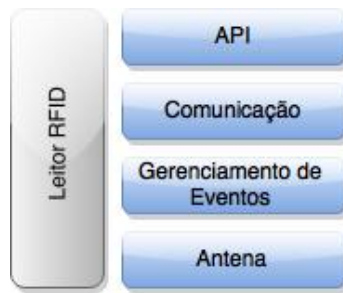 Leitor RFID
API
Comunicação
Gerenciamento de
Eventos
Antena